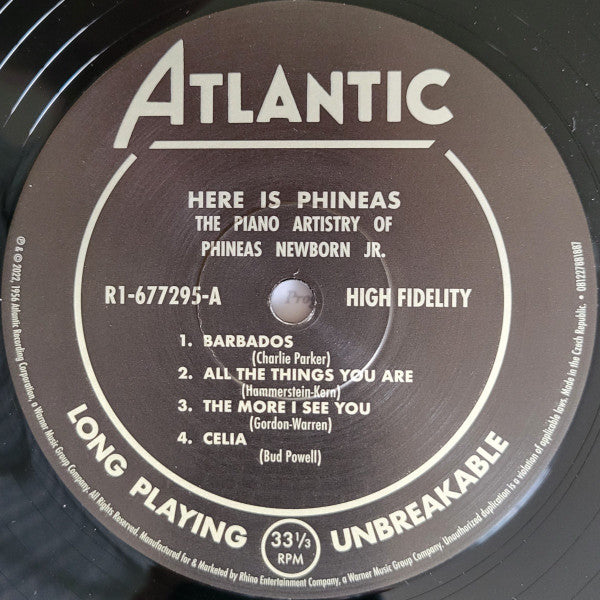 ATLANTIC
HERE IS PHINEAS
THE PIANO ARTISTRY OF
PHINEAS NEWBORN JR.
R1-677295-A
HIGH FIDELITY
1. BARBADOS
(Charlie Parker)
2. ALL THE THINGS YOU ARE
(Hammerstein-Kern)
3. THE MORE I SEE YOU
(Gordon-Warren)
4. CELIA
(Bud Powell)
LONG PLAYING
33 1/3
RPM
UNBREAKABLE
℗ & © 2022, 1956 Atlantic Recording Corporation, a Warner Music Group Company. All Rights Reserved. Manufactured for & Marketed by Rhino Entertainment Company, a Warner Music Group Company. Unauthorized duplication is a violation of applicable laws. Made in the Czech Republic. • 081227881887